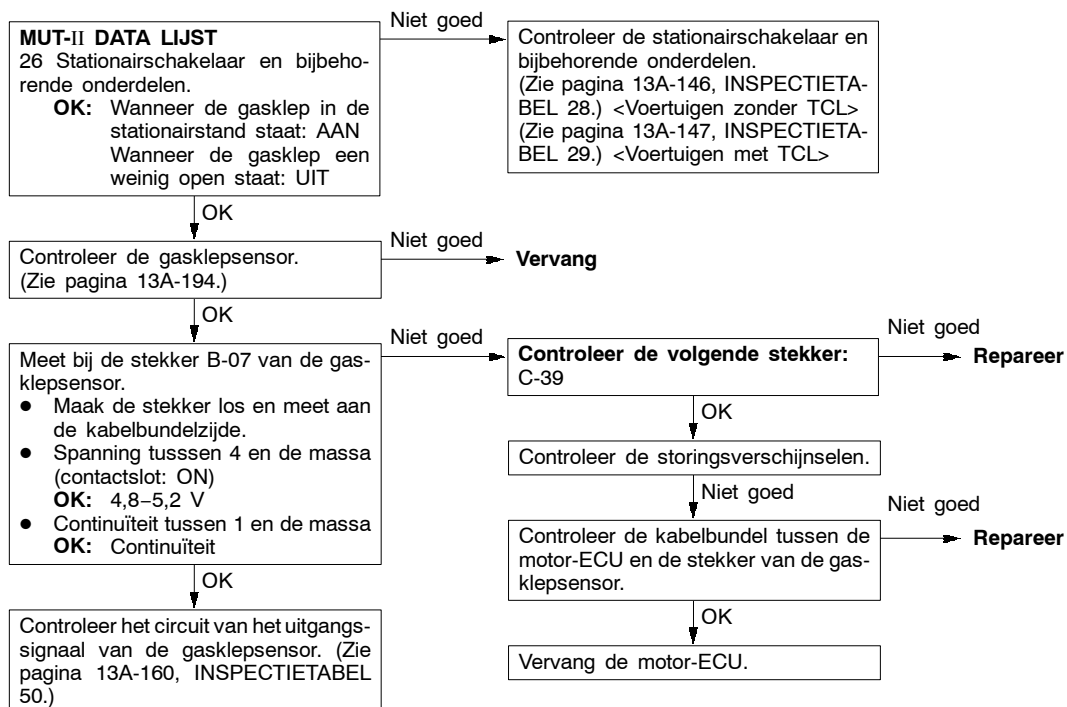 MUT-II DATA LIJST
26 Stationairschakelaar en bijbeho-
rende onderdelen.
OK: Wanneer de gasklep in de
stationairstand staat: AAN
Wanneer de gasklep een
weinig open staat: UIT
Niet goed
Controleer de stationairschakelaar en
bijbehorende onderdelen.
(Zie pagina 13A-146, INSPECTIETA-
BEL 28.) <Voertuigen zonder TCL>
(Zie pagina 13A-147, INSPECTIETA-
BEL 29.) <Voertuigen met TCL>
OK
Controleer de gasklepsensor.
(Zie pagina 13A-194.)
Niet goed
Vervang
OK
Meet bij de stekker B-07 van de gas-
klepsensor.
● Maak de stekker los en meet aan
de kabelbundelzijde.
● Spanning tusssen 4 en de massa
(contactslot: ON)
OK: 4,8–5,2 V
● Continuïteit tussen 1 en de massa
OK: Continuïteit
Niet goed
Controleer de volgende stekker:
C-39
Niet goed
Repareer
OK
Controleer de storingsverschijnselen.
Niet goed
Controleer de kabelbundel tussen de
motor-ECU en de stekker van de gas-
klepsensor.
Niet goed
Repareer
OK
Vervang de motor-ECU.
OK
Controleer het circuit van het uitgangs-
signaal van de gasklepsensor. (Zie
pagina 13A-160, INSPECTIETABEL
50.)